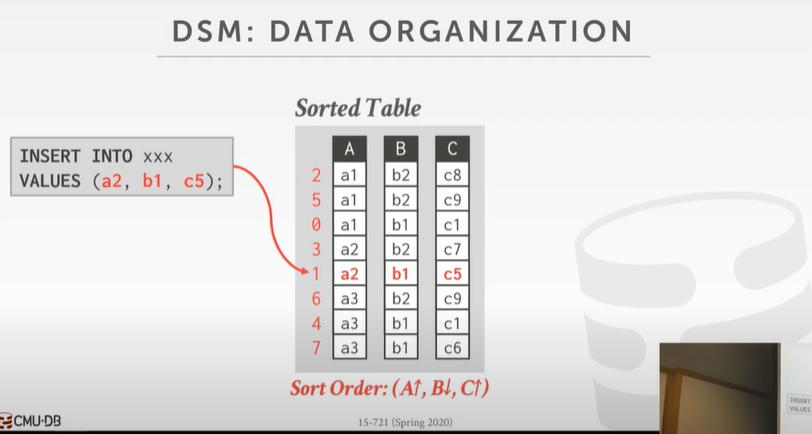 DSM: DATA ORGANIZATION
Sorted Table
INSERT INTO xxx
VALUES (a2, b1, c5);
A B C
2 a1 b2 c8
5 a1 b2 c9
0 a1 b1 c1
3 a2 b2 c7
1 a2 b1 c5
6 a3 b2 c9
4 a3 b1 c1
7 a3 b1 c6
Sort Order: (A↑, B↓, C↑)
CMU·DB
15-721 (Spring 2020)
INSERT
VALUES